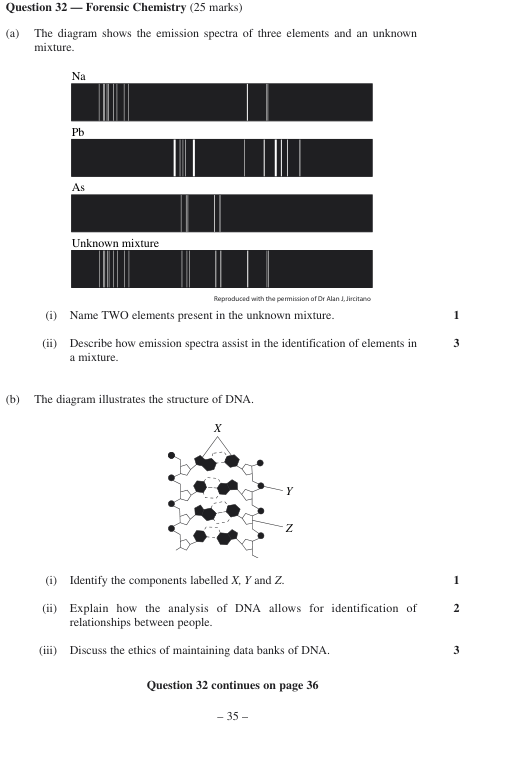 Question 32 — Forensic Chemistry (25 marks)
(a) The diagram shows the emission spectra of three elements and an unknown
mixture.
Na
Pb
As
Unknown mixture
Reproduced with the permission of Dr Alan J, Jircitano
(i) Name TWO elements present in the unknown mixture. 1
(ii) Describe how emission spectra assist in the identification of elements in 3
a mixture.
(b) The diagram illustrates the structure of DNA.
X
Y
Z
(i) Identify the components labelled X, Y and Z. 1
(ii) Explain how the analysis of DNA allows for identification of 2
relationships between people.
(iii) Discuss the ethics of maintaining data banks of DNA. 3
Question 32 continues on page 36
– 35 –